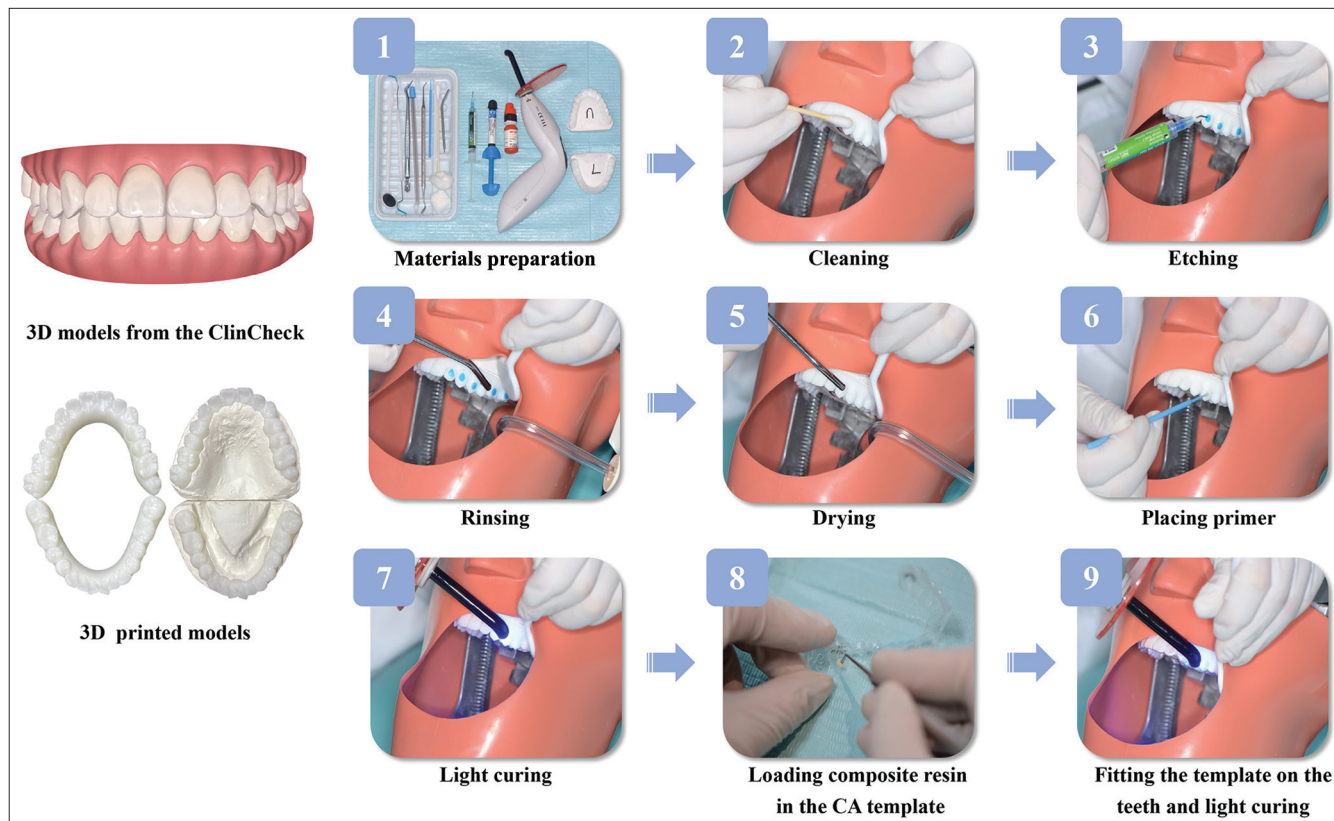 3D models from the ClinCheck
3D printed models
1
Materials preparation
2
Cleaning
3
Etching
4
Rinsing
5
Drying
6
Placing primer
7
Light curing
8
Loading composite resin
in the CA template
9
Fitting the template on the
teeth and light curing